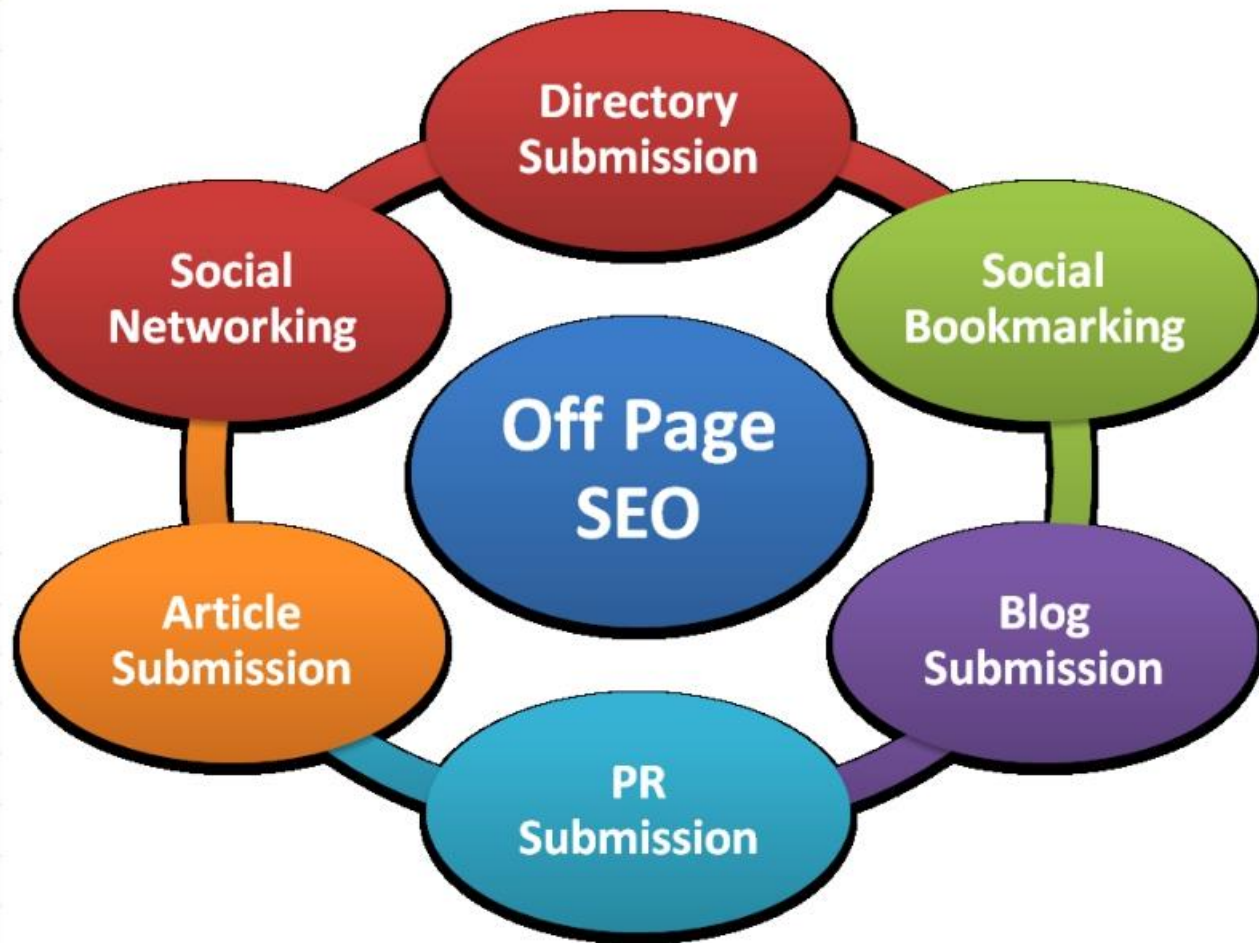 Directory
Submission
Social
Networking
Social
Bookmarking
Off Page
SEO
Article
Submission
Blog
Submission
PR
Submission